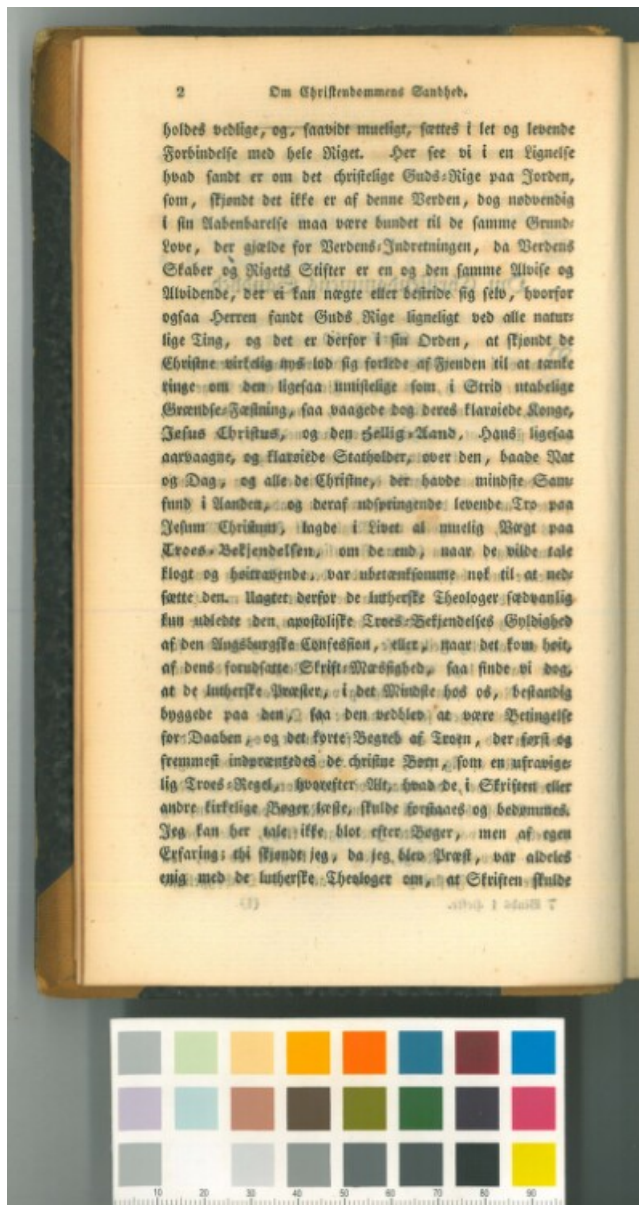 2 Om Christendommens Sandhed.
holdes vedlige, og, saavidt mueligt, sættes i let og levende
Forbindelse med hele Riget. Her see vi i en Lignelse
hvad sandt er om det christelige Guds-Rige paa Jorden,
som, skjøndt det ikke er af denne Verden, dog nødvendig
i sin Aabenbarelse maa være bundet til de samme Grund-
Love, der gjælde for Verdens-Indretningen, da Verdens
Skaber og Rigets Stifter er en og den samme Alvise og
Alvidende, der ei kan nægte eller bestride sig selv, hvorfor
ogsaa Herren fandt Guds Rige ligneligt ved alle natur-
lige Ting, og det er derfor i sin Orden, at skjøndt de
Christne virkelig nys lod sig forlede af Fjenden til at tænke
ringe om den ligesaa umistelige som i Strid utabelige
Grændse-Fæstning, saa vaagede dog deres klarøiede Konge,
Jesus Christus, og den Hellig-Aand, Hans ligesaa
aarvaagne, og klarøiede Statholder, over den, baade Nat
og Dag, og alle de Christne, der havde mindste Sam-
fund i Aanden, og deraf udspringende levende Tro paa
Jesum Christum, lagde i Livet al muelig Vægt paa
Troes-Bekjendelsen, om de end, naar de vilde tale
klogt og høitravende, var ubetænksomme nok til at ned-
sætte den. Uagtet derfor de lutherske Theologer sædvanlig
kun udledte den apostoliske Troes-Bekjendelses Gyldighed
af den Augsburgske Confession, eller, naar det kom høit,
af dens forudsatte Skrift-Mæssighed, saa finde vi dog,
at de lutherske Præster, i det Mindste hos os, bestandig
byggede paa den, saa den vedblev at være Betingelse
for Daaben, og det korte Begreb af Troen, der først og
fremmest indpræntedes de christne Børn, som en ufravige-
lig Troes-Regel, hvorefter Alt, hvad de i Skriften eller
andre kirkelige Bøger læste, skulde forstaaes og bedømmes.
Jeg kan her tale ikke blot efter Bøger, men af egen
Erfaring; thi skjøndt jeg, da jeg blev Præst, var aldeles
enig med de lutherske Theologer om, at Skriften skulde
10 20 30 40 50 60 70 80 90